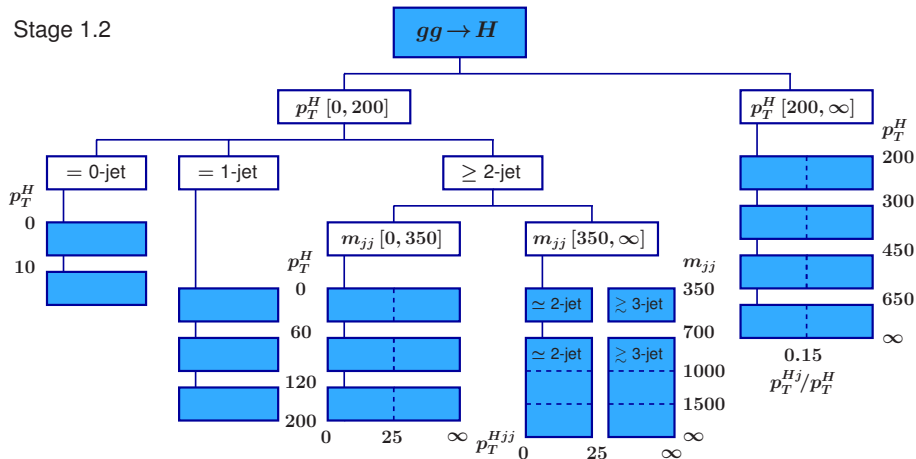 Stage 1.2
gg → H
p_T^H [0, 200]
p_T^H [200, ∞]
= 0-jet
= 1-jet
≥ 2-jet
p_T^H
0
10
m_jj [0, 350]
m_jj [350, ∞]
p_T^H
0
60
120
200
0
25
∞
m_jj
350
700
1000
1500
∞
≃ 2-jet
≳ 3-jet
≃ 2-jet
≳ 3-jet
p_T^Hjj
0
25
∞
p_T^H
200
300
450
650
∞
0.15
p_T^Hj/p_T^H